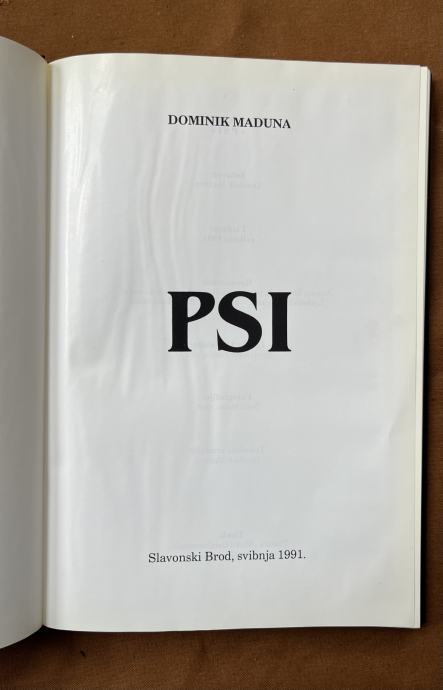 DOMINIK MADUNA
PSI
Slavonski Brod, svibnja 1991.